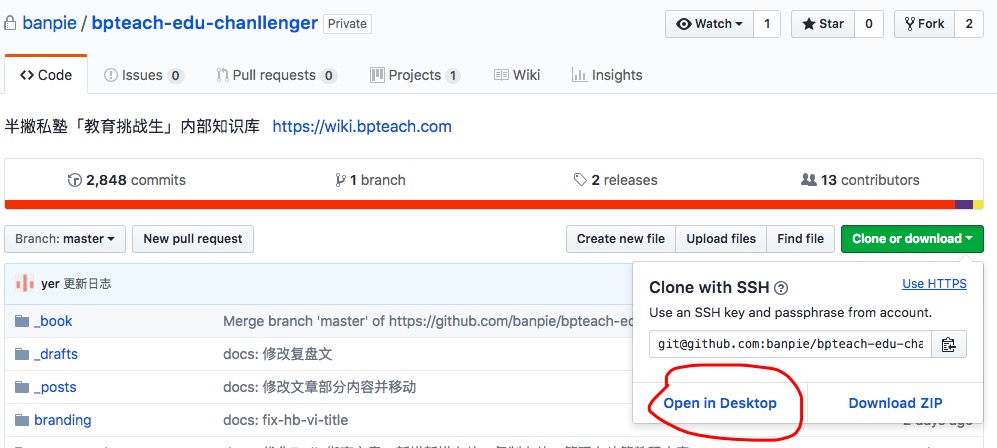 banpie / bpteach-edu-chanllenger Private
Watch 1 Star 0 Fork 2
Code Issues 0 Pull requests 0 Projects 1 Wiki Insights
半撇私塾「教育挑战生」内部知识库 https://wiki.bpteach.com
2,848 commits 1 branch 2 releases 13 contributors
Branch: master New pull request Create new file Upload files Find file Clone or download
yer 更新日志
Clone with SSH Use HTTPS
Use an SSH key and passphrase from account.
git@github.com:banpie/bpteach-edu-cha
Open in Desktop Download ZIP
_book Merge branch 'master' of https://github.com/banpie/bpteach-ed
_drafts docs: 修改复盘文
_posts docs: 修改文章部分内容并移动
branding docs: fix-hb-vi-title
days ago